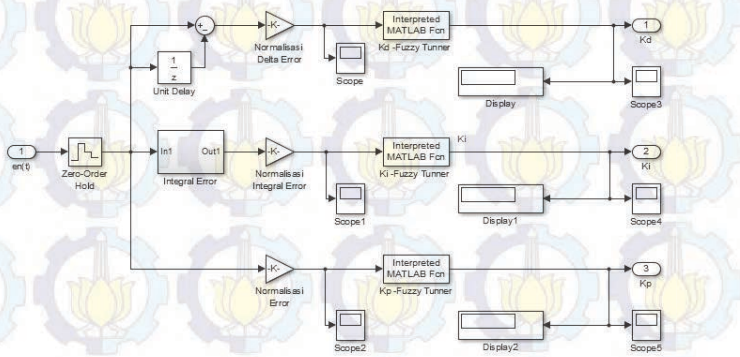 +
-
-K-
Normalisasi
Delta Error
Interpreted
MATLAB Fcn
Kd -Fuzzy Tunner
1
Kd
1
z
Unit Delay
Scope
Display
Scope3
1
en(t)
Zero-Order
Hold
In1
Out1
Integral Error
-K-
Normalisasi
Integral Error
Interpreted
MATLAB Fcn
Ki -Fuzzy Tunner
Ki
2
Ki
Scope1
Display1
Scope4
-K-
Normalisasi
Error
Interpreted
MATLAB Fcn
Kp -Fuzzy Tunner
3
Kp
Scope2
Display2
Scope5